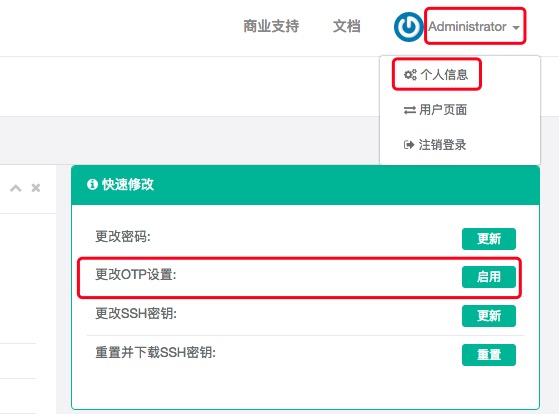 商业支持 文档 Administrator
个人信息
用户页面
注销登录
快速修改
更改密码: 更新
更改OTP设置: 启用
更改SSH密钥: 更新
重置并下载SSH密钥: 重置